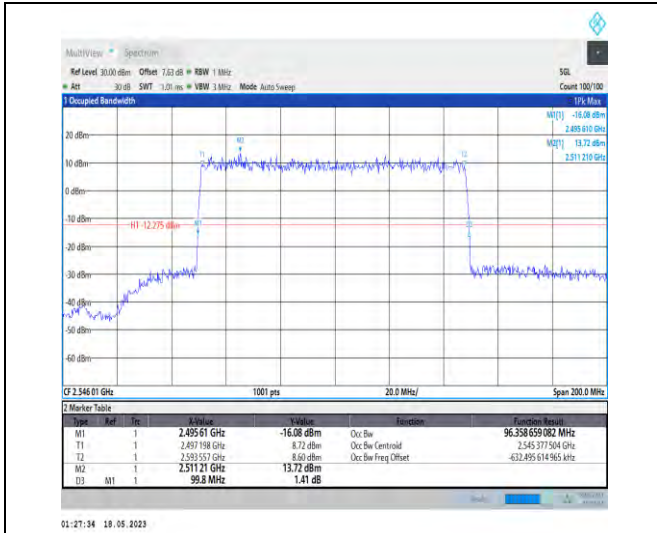 MultiView Spectrum
Ref Level 30.00 dBm Offset 7.63 dB RBW 1 MHz SGL
Att 30 dB SWT 1.01 ms VBW 3 MHz Mode Auto Sweep Count 100/100
1 Occupied Bandwidth 1Pk Max
M1[1] -16.08 dBm
2.495 610 GHz
M2[1] 13.72 dBm
2.511 210 GHz
20 dBm
M2
T1 T2
10 dBm
0 dBm
-10 dBm
H1 -12.275 dBm
M1
-20 dBm
-30 dBm
-40 dBm
-50 dBm
-60 dBm
CF 2.546 01 GHz 1001 pts 20.0 MHz/ Span 200.0 MHz
2 Marker Table
Type Ref Trc X-Value Y-Value Function Function Result
M1 1 2.495 61 GHz -16.08 dBm Occ Bw 96.358 659 082 MHz
T1 1 2.497 198 GHz 8.72 dBm Occ Bw Centroid 2.545 377 504 GHz
T2 1 2.593 557 GHz 8.60 dBm Occ Bw Freq Offset -632.495 614 965 kHz
M2 1 2.511 21 GHz 13.72 dBm
D3 M1 1 99.8 MHz 1.41 dB
01:27:34 18.05.2023